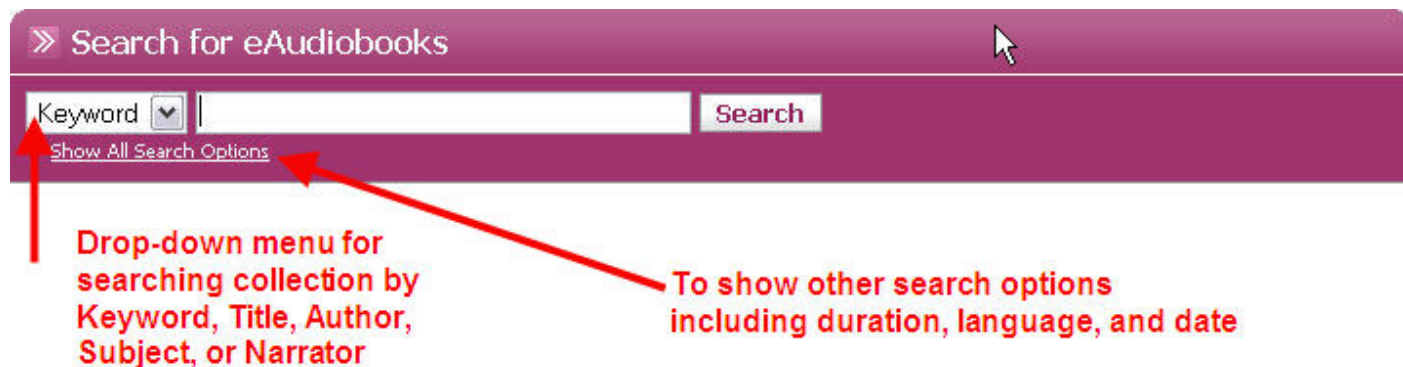 » Search for eAudiobooks
Keyword Search
Show All Search Options
Drop-down menu for
searching collection by
Keyword, Title, Author,
Subject, or Narrator
To show other search options
including duration, language, and date